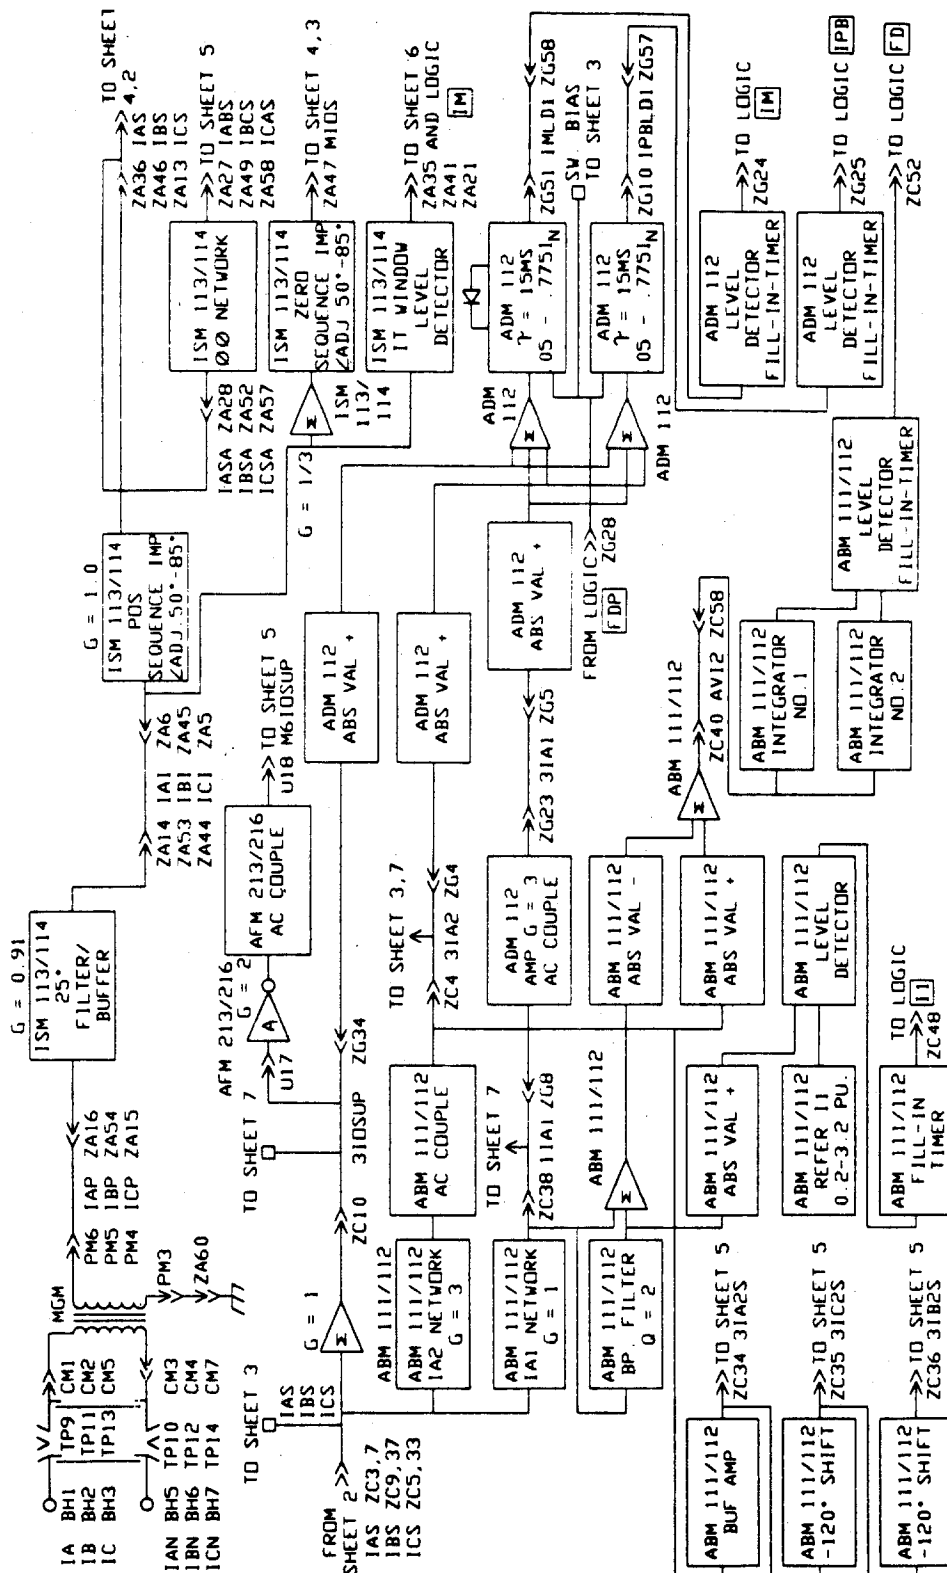 IA BH1 TP9 CM1
IB BH2 TP11 CM2
IC BH3 TP13 CM5
IAN BH5 TP10 CM3
IBN BH6 TP12 CM4
ICN BH7 TP14 CM7
MGM
PM6 IAP ZA16
PM5 IBP ZA54
PM4 ICP ZA15
PM3
ZA60
G = 0.91
ISM 113/114
25°
FILTER/
BUFFER
ZA14 IA1 ZA6
ZA53 IB1 ZA45
ZA44 IC1 ZA5
G = 1.0
ISM 113/114
POS
SEQUENCE IMP
∠ADJ 50°-85°
TO SHEET
4,2
ZA36 IAS
ZA46 IBS
ZA13 ICS
ISM 113/114
ØØ NETWORK
TO SHEET 5
ZA27 IABS
ZA49 IBCS
ZA58 ICAS
IASA ZA28
IBSA ZA52
ICSA ZA57
G = 1/3
Σ
ISM
113/
114
ISM 113/114
ZERO
SEQUENCE IMP
∠ADJ 50°-85°
TO SHEET 4,3
ZA47 MIOS
ISM 113/114
IT WINDOW
LEVEL
DETECTOR
TO SHEET 6
ZA35 AND LOGIC
ZA41
ZA21
IM
TO SHEET 3
IAS
IBS
ICS
FROM
SHEET 2
IAS ZC3,7
IBS ZC9,37
ICS ZC5,33
G = 1
Σ
ZC10
3IOSUP
ZG34
TO SHEET 7
AFM 213/216
U17
A
G = 2
AFM 213/216
AC COUPLE
TO SHEET 5
U18 M6IOSUP
ADM 112
ABS VAL +
ABM 111/112
IA2 NETWORK
G = 3
ABM 111/112
AC COUPLE
TO SHEET 3,7
ZC4 3IA2 ZG4
ADM 112
ABS VAL +
ABM 111/112
IA1 NETWORK
G = 1
TO SHEET 7
ZC38 11A1 ZG8
ADM 112
AMP G = 3
AC COUPLE
ZG23 31A1 ZG5
ADM 112
ABS VAL +
ADM
112
Σ
ADM 112
τ = 15MS
05 - .775IN
ZG51 IMLD1 ZG58
SW BIAS
TO SHEET 3
Σ
ADM 112
ADM 112
τ = 15MS
05 - .775IN
ZG10 IPBLD1 ZG57
FROM LOGIC
FDP
ZG28
ADM 112
LEVEL
DETECTOR
FILL-IN-TIMER
TO LOGIC
ZG24
IM
ADM 112
LEVEL
DETECTOR
FILL-IN-TIMER
TO LOGIC
ZG25
IPB
ABM 111/112
BP. FILTER
Q = 2
ABM 111/112
Σ
ABM 111/112
ABS VAL -
ABM 111/112
ABS VAL +
ABM 111/112
Σ
ZC40 AV12 ZC58
ABM 111/112
INTEGRATOR
NO.1
ABM 111/112
INTEGRATOR
NO.2
ABM 111/112
LEVEL
DETECTOR
FILL-IN-TIMER
TO LOGIC
ZC52
FD
ABM 111/112
ABS VAL +
ABM 111/112
REFER I1
0.2-3.2 PU.
ABM 111/112
LEVEL
DETECTOR
ABM 111/112
FILL-IN
TIMER
TO LOGIC
I1
ZC48
ABM 111/112
BUF AMP
TO SHEET 5
ZC34 31A2S
ABM 111/112
-120° SHIFT
TO SHEET 5
ZC35 31C2S
ABM 111/112
-120° SHIFT
TO SHEET 5
ZC36 31B2S